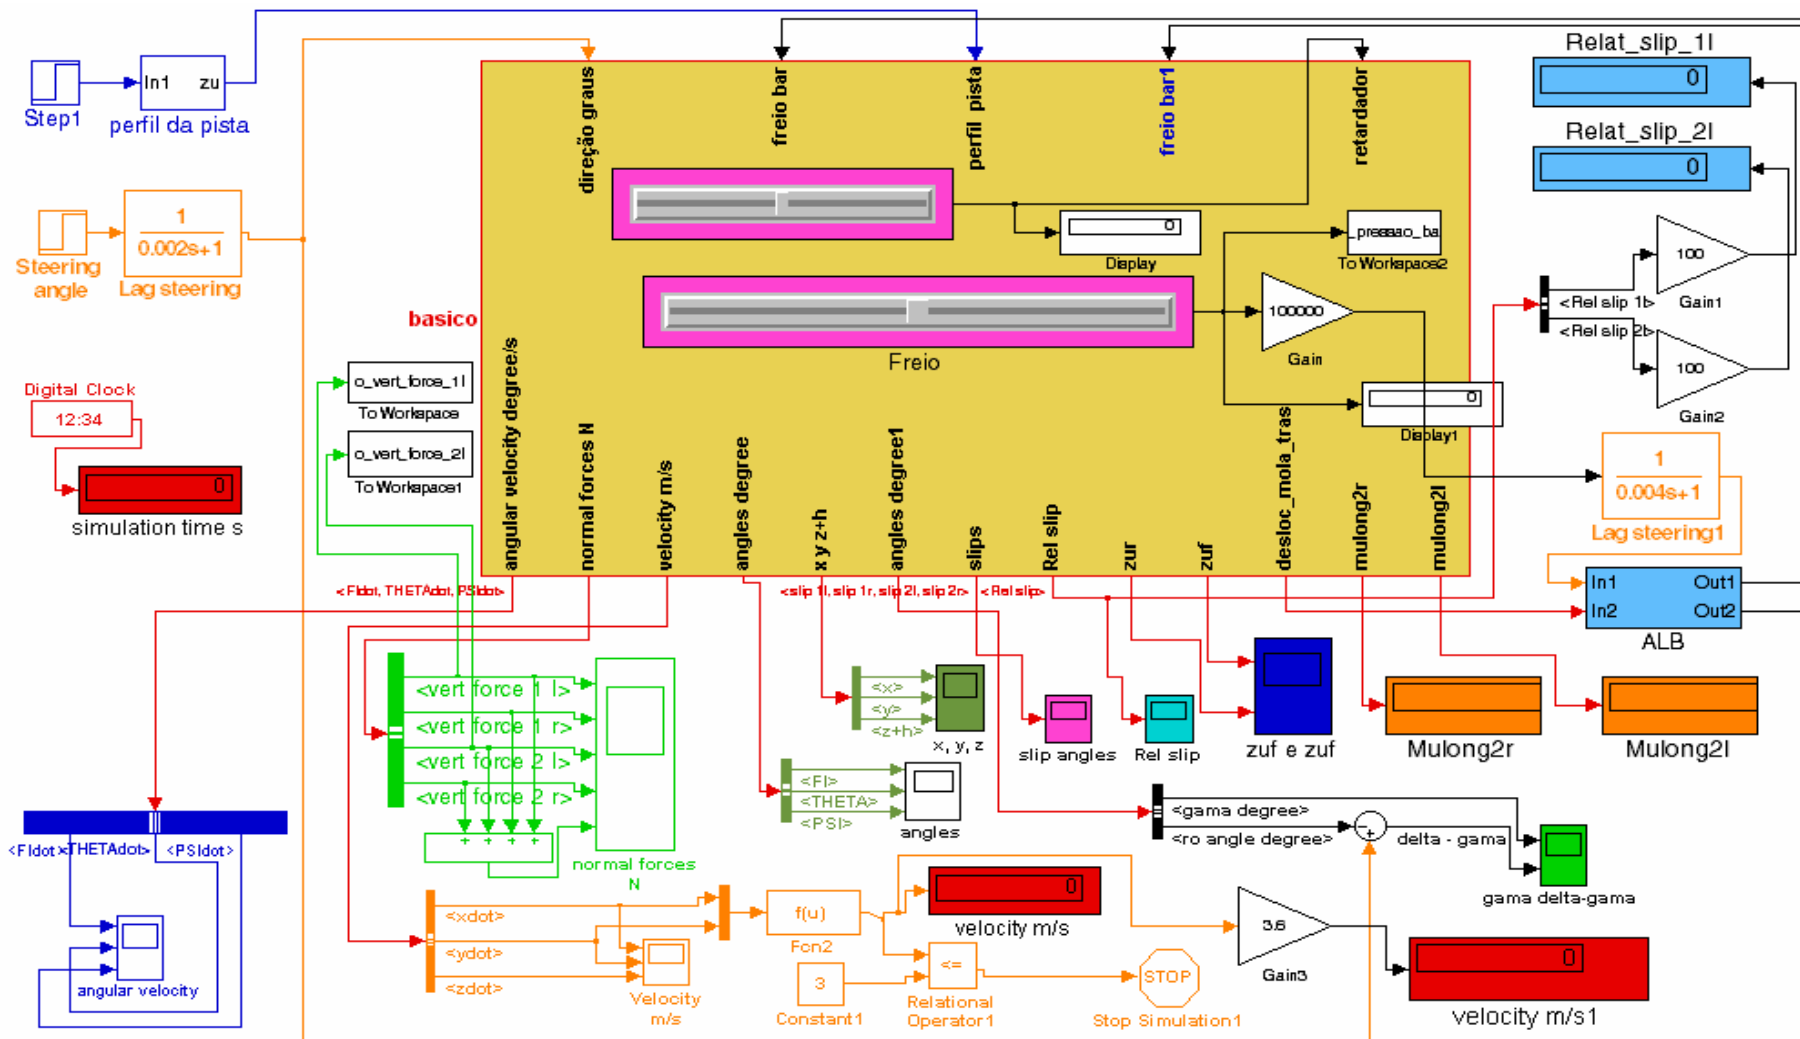 Relat_slip_1l
0
In1 zu
Step1
perfil da pista
direção graus
freio bar
perfil pista
freio bar1
retardador
Relat_slip_2l
0
1
0.002s+1
Steering
angle
Lag steering
0
Display
_pressao_ba
To Workspace2
100
Gain1
<Rel slip 1l>
<Rel slip 2l>
100
Gain2
basico
100000
Gain
Freio
o_vert_force_1l
To Workspace
o_vert_force_2l
To Workspace1
0
Display1
Digital Clock
12:34
0
simulation time s
angular velocity degree/s
normal forces N
velocity m/s
angles degree
x y z+h
angles degree1
slips
Rel slip
zur
zuf
desloc_mola_tras
mulong2r
mulong2l
1
0.004s+1
Lag steering1
<FIdot, THETAdot, PSIdot>
<slip 1l, slip 1r, slip 2l, slip 2r>
<Rel slip>
In1 Out1
In2 Out2
ALB
<vert force 1 l>
<vert force 1 r>
<vert force 2 l>
<vert force 2 r>
+ + + +
normal forces
N
<x>
<y>
<z+h>
x, y, z
slip angles
Rel slip
zuf e zuf
Mulong2r
Mulong2l
<FI>
<THETA>
<PSI>
angles
<gama degree>
<ro angle degree>
-
+
delta - gama
gama delta-gama
<FIdot>
<THETAdot>
<PSIdot>
angular velocity
<xdot>
<ydot>
<zdot>
Velocity
m/s
f(u)
Fcn2
0
velocity m/s
3
Constant1
<=
Relational
Operator1
STOP
Stop Simulation1
3.6
Gain3
0
velocity m/s1